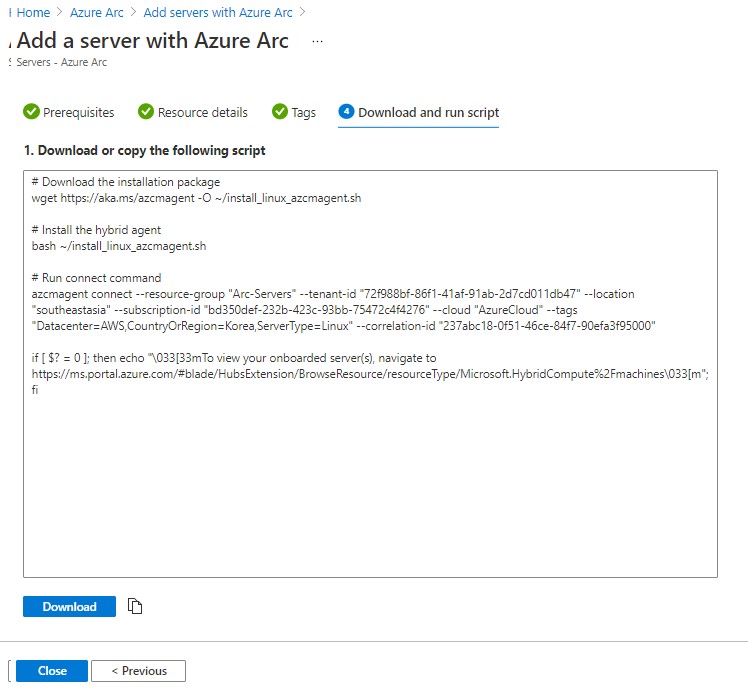 Home > Azure Arc > Add servers with Azure Arc >
Add a server with Azure Arc ...
Servers - Azure Arc
Prerequisites Resource details Tags 4 Download and run script
1. Download or copy the following script
# Download the installation package
wget https://aka.ms/azcmagent -O ~/install_linux_azcmagent.sh
# Install the hybrid agent
bash ~/install_linux_azcmagent.sh
# Run connect command
azcmagent connect --resource-group "Arc-Servers" --tenant-id "72f988bf-86f1-41af-91ab-2d7cd011db47" --location
"southeastasia" --subscription-id "bd350def-232b-423c-93bb-75472c4f4276" --cloud "AzureCloud" --tags
"Datacenter=AWS,CountryOrRegion=Korea,ServerType=Linux" --correlation-id "237abc18-0f51-46ce-84f7-90efa3f95000"
if [ $? = 0 ]; then echo "\033[33mTo view your onboarded server(s), navigate to
https://ms.portal.azure.com/#blade/HubsExtension/BrowseResource/resourceType/Microsoft.HybridCompute%2Fmachines\033[m";
fi
Download
Close < Previous